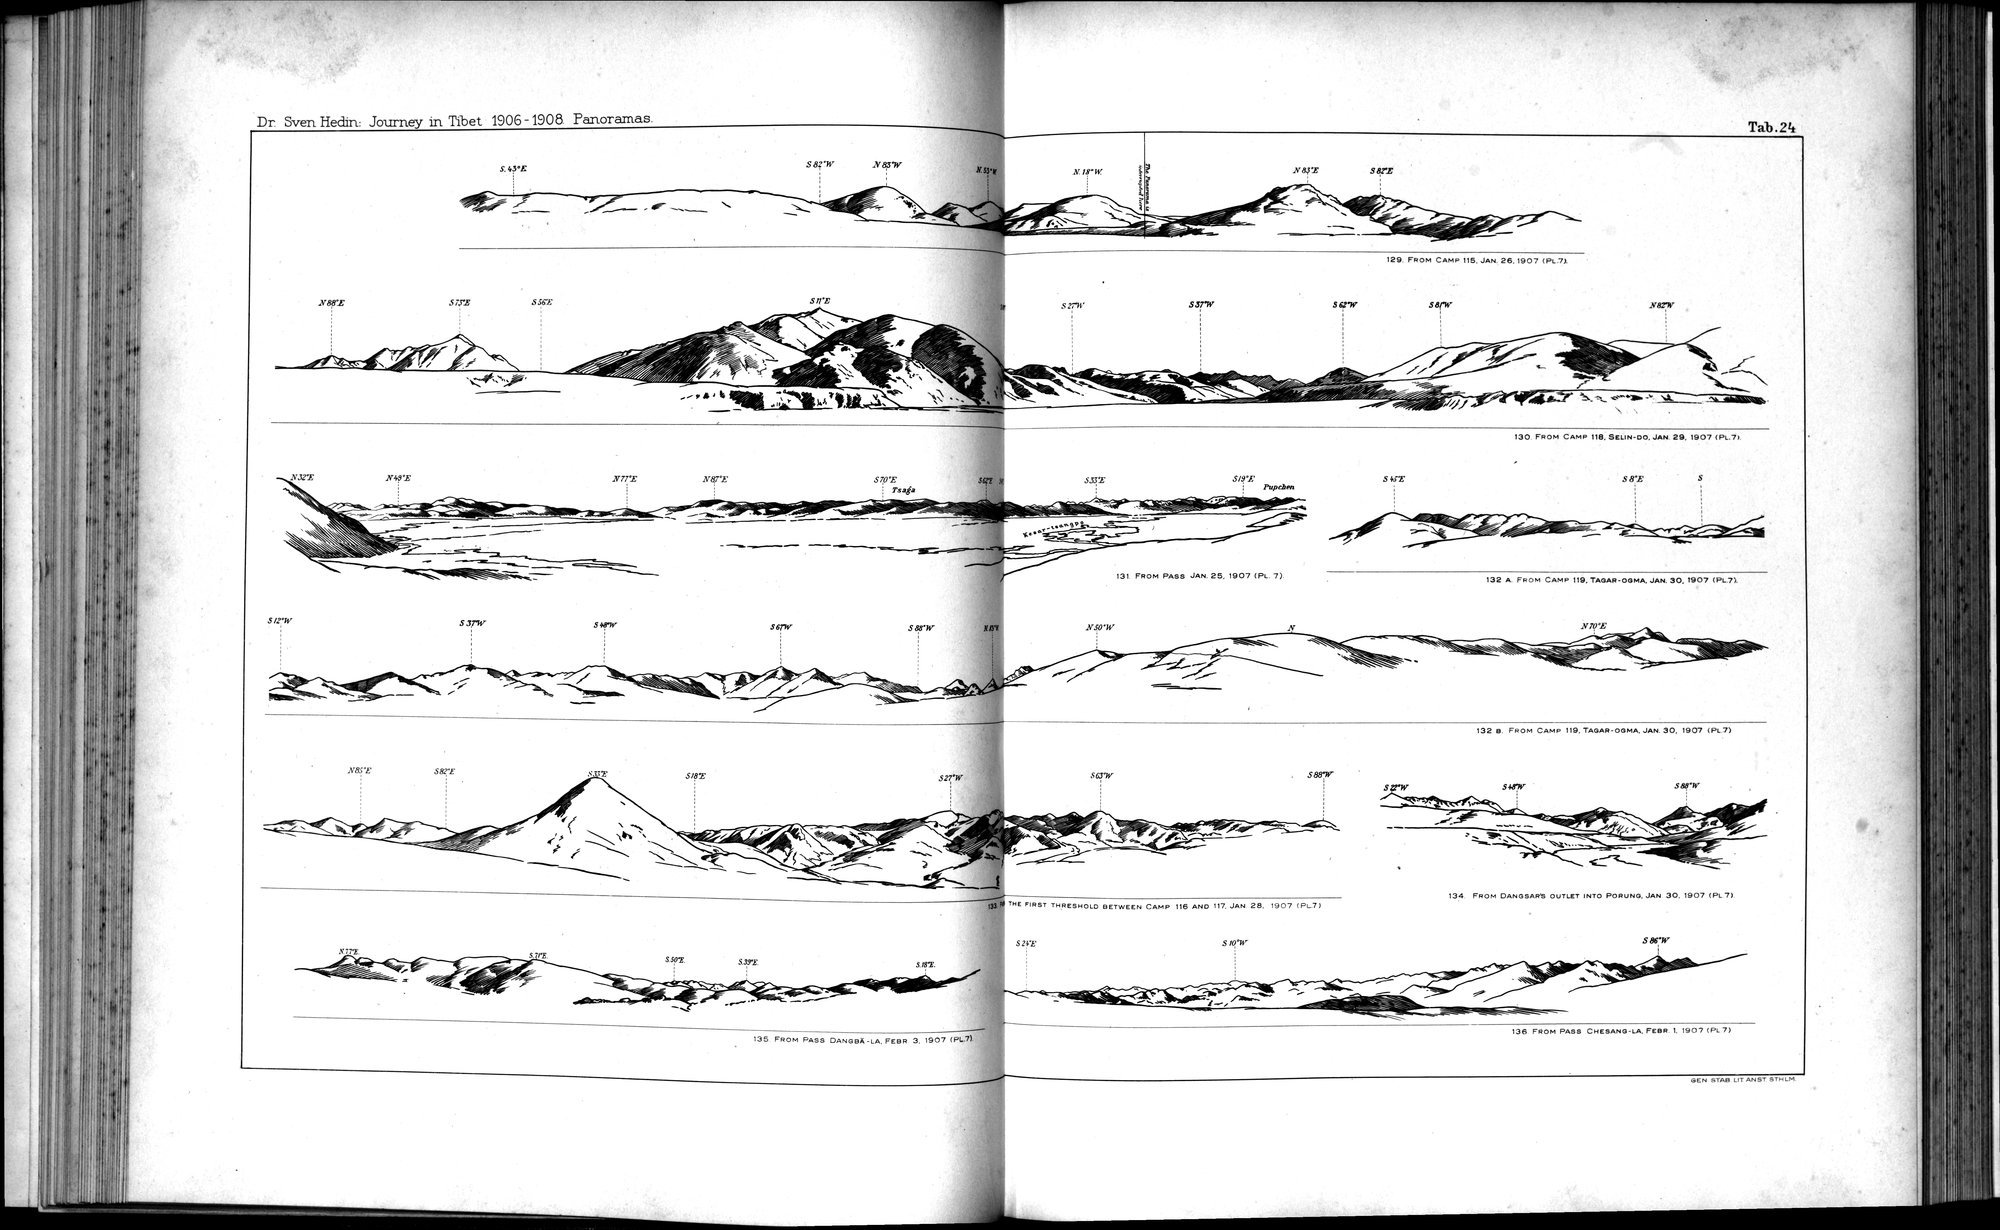 Dr. Sven Hedin: Journey in Tibet 1906-1908 Panoramas.
Tab.24
S. 43°E. S 82°W N 83°W N. 53°W N. 18°W. The Panorama is N 83°E S 82°E
interrupted here
129. FROM CAMP 115, JAN. 26, 1907 (PL.7).
N 88°E S 75°E S 56°E S 11°E S 27°W S 37°W S 62°W S 81°W N 82°W
130. FROM CAMP 118, SELIN-DO, JAN. 29, 1907 (PL.7).
N 32°E N 49°E N 77°E N 87°E S 70°E S 62°E S 33°E S 19°E Pupchen S 45°E S 8°E S
Tsaga
131. FROM PASS JAN. 25, 1907 (PL. 7).
132 A. FROM CAMP 119, TAGAR-OGMA, JAN. 30, 1907 (PL.7).
S 12°W S 37°W S 48°W S 67°W S 88°W N 50°W N N 70°E
132 B. FROM CAMP 119, TAGAR-OGMA, JAN. 30, 1907 (PL.7)
N 85°E S 82°E S 33°E S 18°E S 27°W S 63°W S 88°W S 22°W S 48°W S 88°W
133. THE FIRST THRESHOLD BETWEEN CAMP 116 AND 117, JAN. 28, 1907 (PL.7)
134. FROM DANGSAR'S OUTLET INTO PORUNG, JAN. 30, 1907 (PL.7).
N. 77°E. S. 71°E. S. 50°E. S. 39°E. S. 18°E. S 24°E S 10°W S 86°W
135. FROM PASS DANGBÄ-LA, FEBR. 3, 1907 (PL.7).
136 FROM PASS CHESANG-LA, FEBR. 1, 1907 (PL.7)
GEN. STAB. LIT. ANST. STHLM.